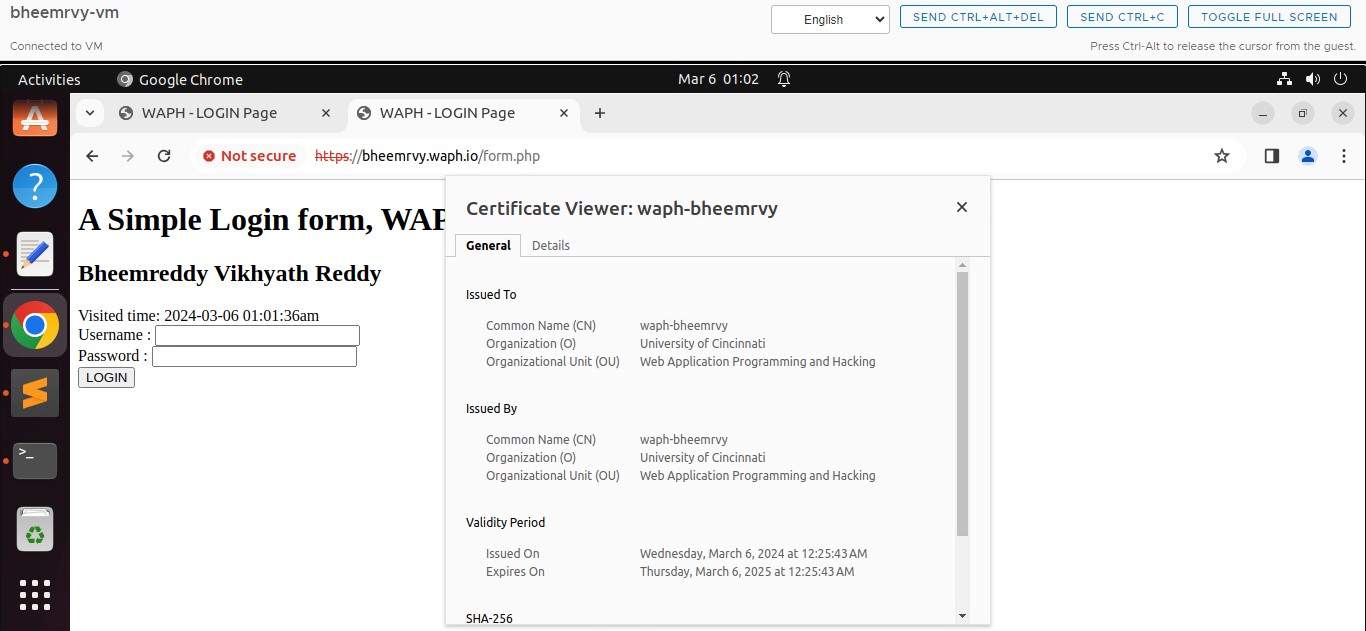 bheemrvy-vm
English
SEND CTRL+ALT+DEL
SEND CTRL+C
TOGGLE FULL SCREEN
Connected to VM
Press Ctrl-Alt to release the cursor from the guest.
Activities
Google Chrome
Mar 6 01:02
WAPH - LOGIN Page
WAPH - LOGIN Page
Not secure
https://bheemrvy.waph.io/form.php
A Simple Login form, WAP
Bheemreddy Vikhyath Reddy
Visited time: 2024-03-06 01:01:36am
Username :
Password :
LOGIN
Certificate Viewer: waph-bheemrvy
General
Details
Issued To
Common Name (CN) waph-bheemrvy
Organization (O) University of Cincinnati
Organizational Unit (OU) Web Application Programming and Hacking
Issued By
Common Name (CN) waph-bheemrvy
Organization (O) University of Cincinnati
Organizational Unit (OU) Web Application Programming and Hacking
Validity Period
Issued On Wednesday, March 6, 2024 at 12:25:43 AM
Expires On Thursday, March 6, 2025 at 12:25:43 AM
SHA-256